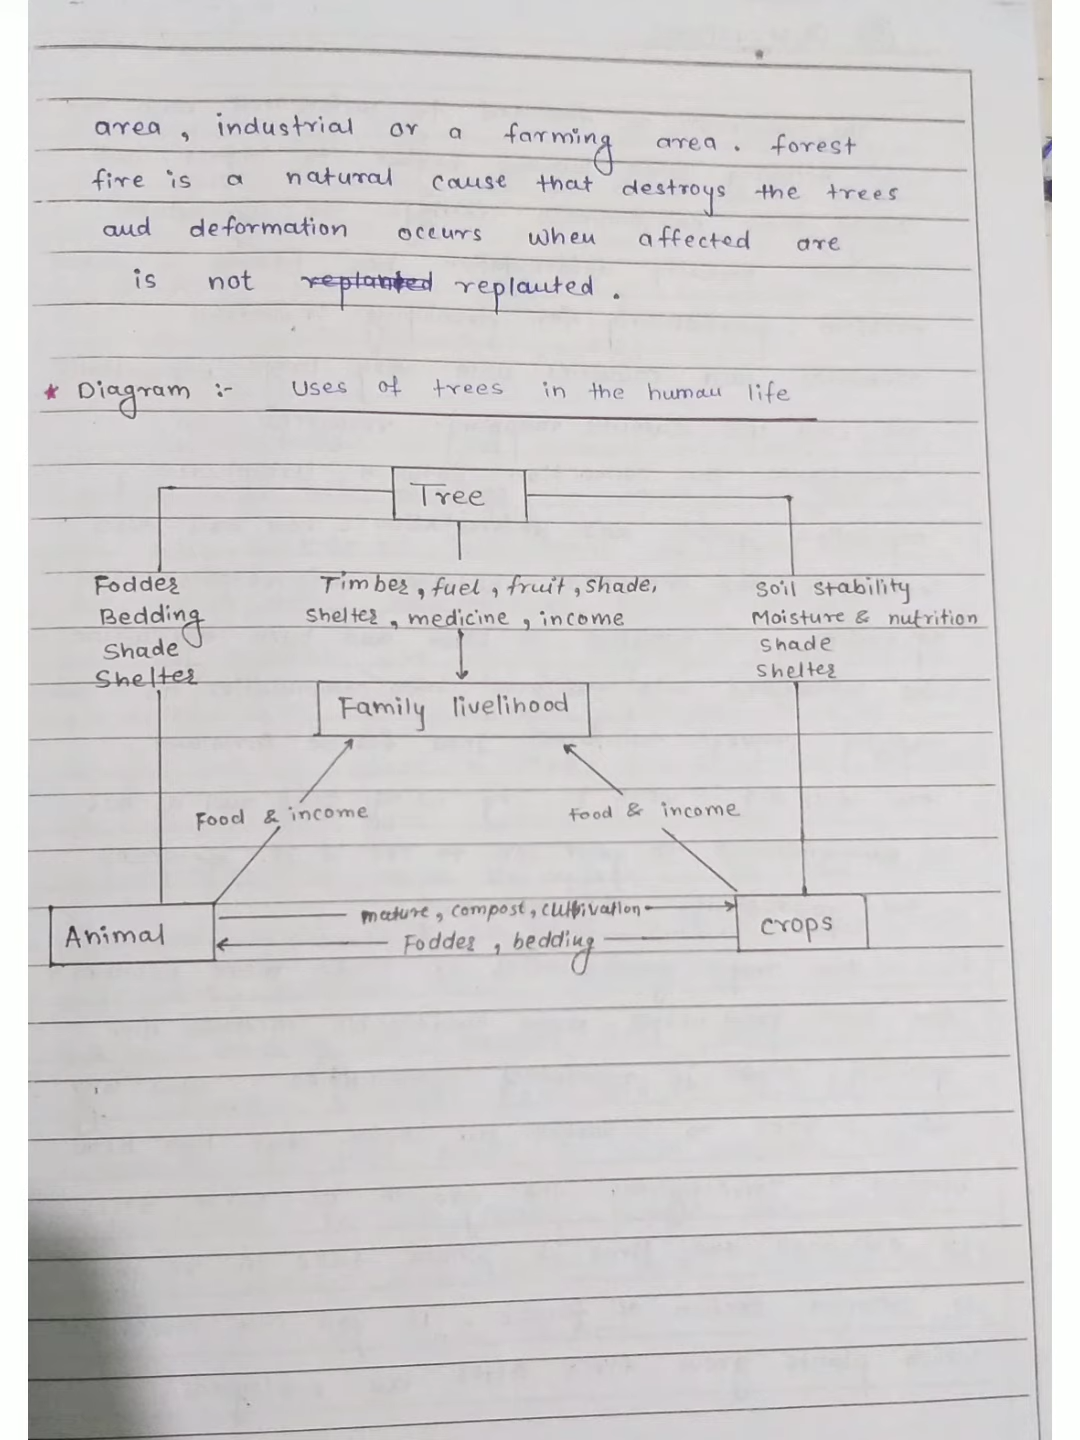 area , industrial or a farming area . forest
fire is a natural cause that destroys the trees
and deformation occurs when affected are
is not replanted replanted .
* Diagram :- Uses of trees in the human life
Tree
Fodder
Bedding
Shade
Shelter
Timber , fuel , fruit , shade,
shelter , medicine , income
Soil stability
Moisture & nutrition
shade
shelter
Family livelihood
Food & income
food & income
mature, compost, cultivation
Fodder , bedding
Animal
crops